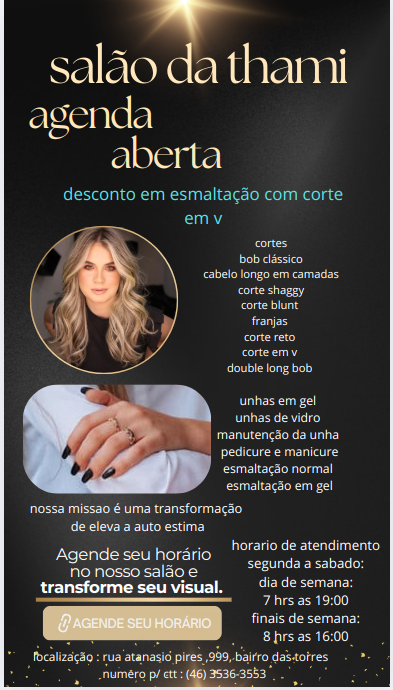 salão da thami
agenda
aberta
desconto em esmaltação com corte
em v
cortes
bob clássico
cabelo longo em camadas
corte shaggy
corte blunt
franjas
corte reto
corte em v
double long bob
unhas em gel
unhas de vidro
manutenção da unha
pedicure e manicure
esmaltação normal
esmaltação em gel
nossa missao é uma transformação
de eleva a auto estima
Agende seu horário
no nosso salão e
transforme seu visual.
AGENDE SEU HORÁRIO
horario de atendimento
segunda a sabado:
dia de semana:
7 hrs as 19:00
finais de semana:
8 hrs as 16:00
localização : rua atanasio pires ,999, bairro das torres
numero p/ ctt : (46) 3536-3553